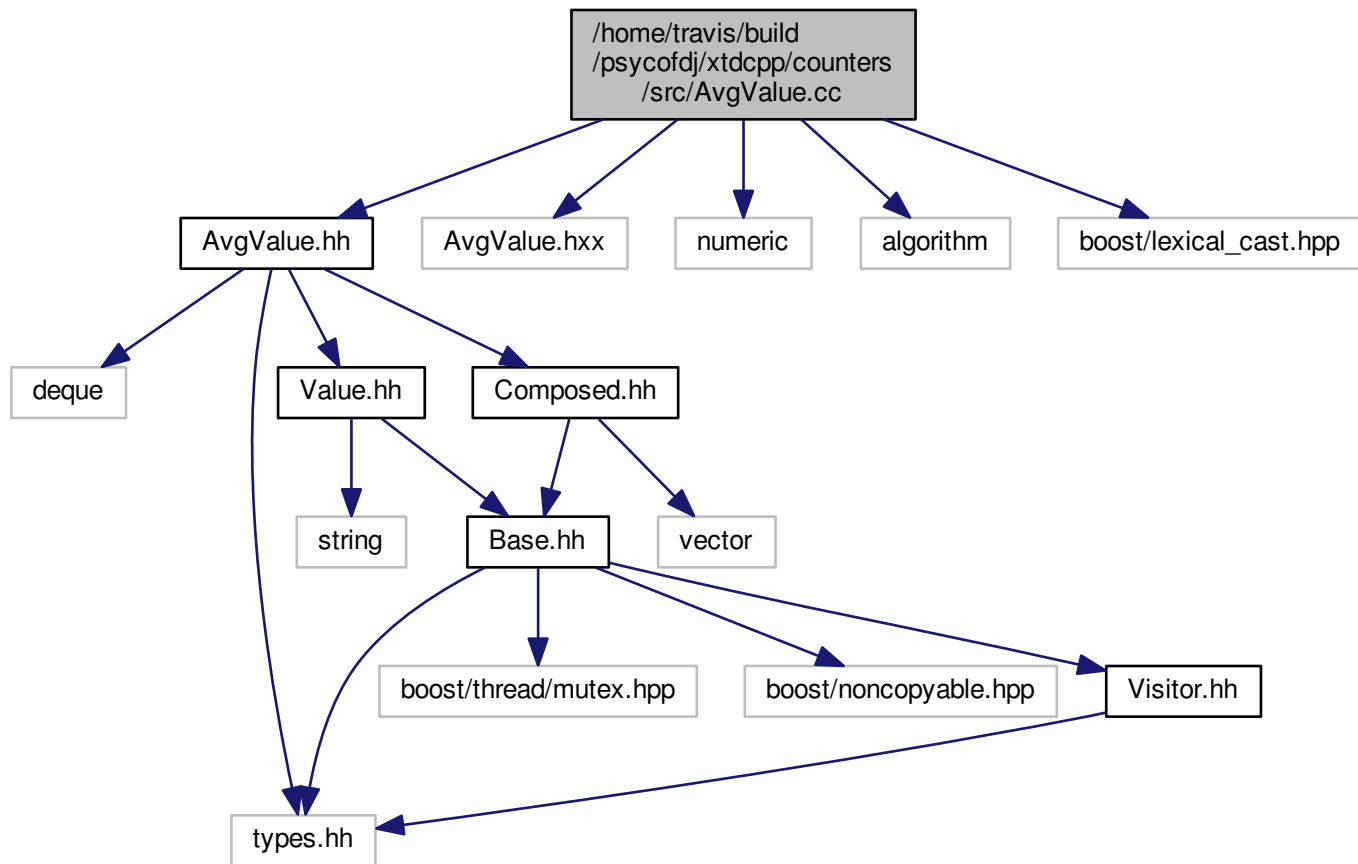 /home/travis/build
/psycofdj/xtdcpp/counters
/src/AvgValue.cc
AvgValue.hh
AvgValue.hxx
numeric
algorithm
boost/lexical_cast.hpp
deque
Value.hh
Composed.hh
string
Base.hh
vector
boost/thread/mutex.hpp
boost/noncopyable.hpp
Visitor.hh
types.hh